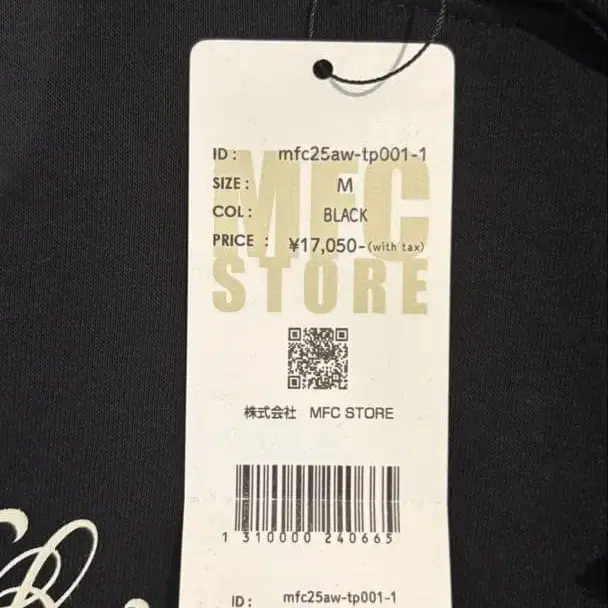 ID : mfc25aw-tp001-1
SIZE : M
COL : BLACK
PRICE : ¥17,050-(with tax)
MFC
STORE
株式会社 MFC STORE
1 310000 240665
ID : mfc25aw-tp001-1